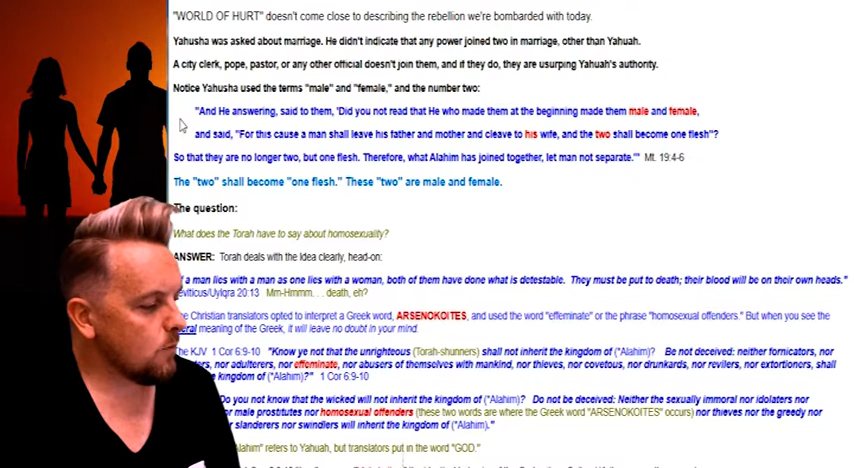 "WORLD OF HURT" doesn't come close to describing the rebellion we're bombarded with today.
Yahusha was asked about marriage. He didn't indicate that any power joined two in marriage, other than Yahuah.
A city clerk, pope, pastor, or any other official doesn't join them, and if they do, they are usurping Yahuah's authority.
Notice Yahusha used the terms "male" and "female," and the number two:
"And He answering, said to them, 'Did you not read that He who made them at the beginning made them male and female,
and said, "For this cause a man shall leave his father and mother and cleave to his wife, and the two shall become one flesh"?
So that they are no longer two, but one flesh. Therefore, what Alahim has joined together, let man not separate.'" Mt. 19:4-6
The "two" shall become "one flesh." These "two" are male and female.
The question:
What does the Torah have to say about homosexuality?
ANSWER: Torah deals with the Idea clearly, head-on:
a man lies with a man as one lies with a woman, both of them have done what is detestable. They must be put to death; their blood will be on their own heads."
eviticus/Uyiqra 20:13 Mm-Hmmm. . . death, eh?
e Christian translators opted to interpret a Greek word, ARSENOKOITES, and used the word "effeminate" or the phrase "homosexual offenders." But when you see the
eral meaning of the Greek, it will leave no doubt in your mind.
The KJV 1 Cor 6:9-10 "Know ye not that the unrighteous (Torah-shunners) shall not inherit the kingdom of (*Alahim)? Be not deceived: neither fornicators, nor
ters, nor adulterers, nor effeminate, nor abusers of themselves with mankind, nor thieves, nor covetous, nor drunkards, nor revilers, nor extortioners, shall
e kingdom of (*Alahim)?" 1 Cor 6:9-10
Do you not know that the wicked will not inherit the kingdom of (*Alahim)? Do not be deceived: Neither the sexually immoral nor idolaters nor
or male prostitutes nor homosexual offenders (these two words are where the Greek word "ARSENOKOITES" occurs) nor thieves nor the greedy nor
r slanderers nor swindlers will inherit the kingdom of (*Alahim)."
lahim" refers to Yahuah, but translators put in the word "GOD."